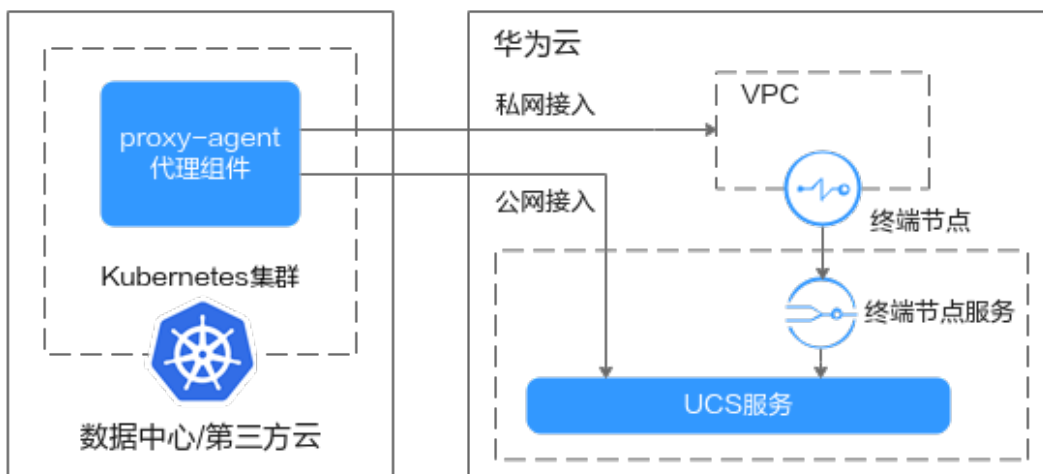 华为云
proxy-agent
代理组件
私网接入
VPC
公网接入
终端节点
Kubernetes集群
终端节点服务
UCS服务
数据中心/第三方云